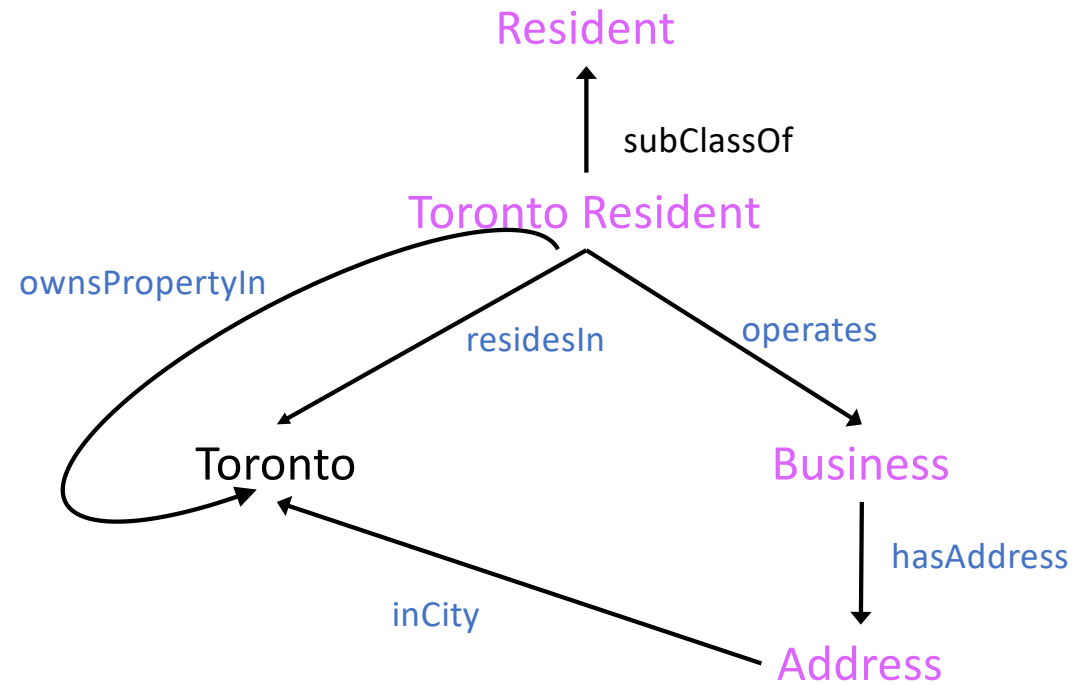 Resident
subClassOf
Toronto Resident
ownsPropertyIn
residesIn
operates
Toronto
Business
hasAddress
inCity
Address